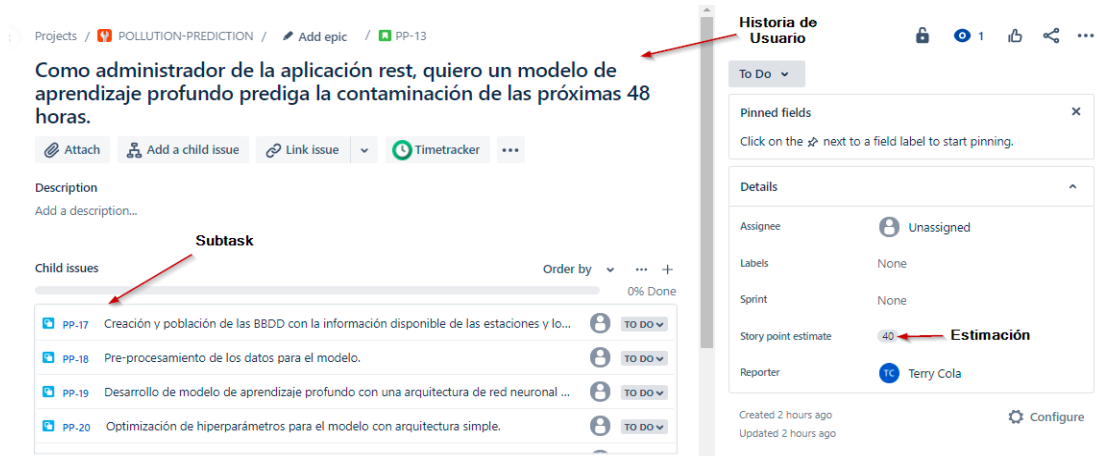 Projects / POLLUTION-PREDICTION / Add epic / PP-13
Como administrador de la aplicación rest, quiero un modelo de
aprendizaje profundo prediga la contaminación de las próximas 48
horas.
Attach Add a child issue Link issue Timetracker •••
Description
Add a description...
Subtask
Child issues Order by ••• +
0% Done
PP-17 Creación y población de las BBDD con la información disponible de las estaciones y lo... TO DO
PP-18 Pre-procesamiento de los datos para el modelo. TO DO
PP-19 Desarrollo de modelo de aprendizaje profundo con una arquitectura de red neuronal ... TO DO
PP-20 Optimización de hiperparámetros para el modelo con arquitectura simple. TO DO
Historia de
Usuario
1 •••
To Do
Pinned fields
Click on the next to a field label to start pinning.
Details
Assignee Unassigned
Labels None
Sprint None
Story point estimate 40 Estimación
Reporter TC Terry Cola
Created 2 hours ago Configure
Updated 2 hours ago